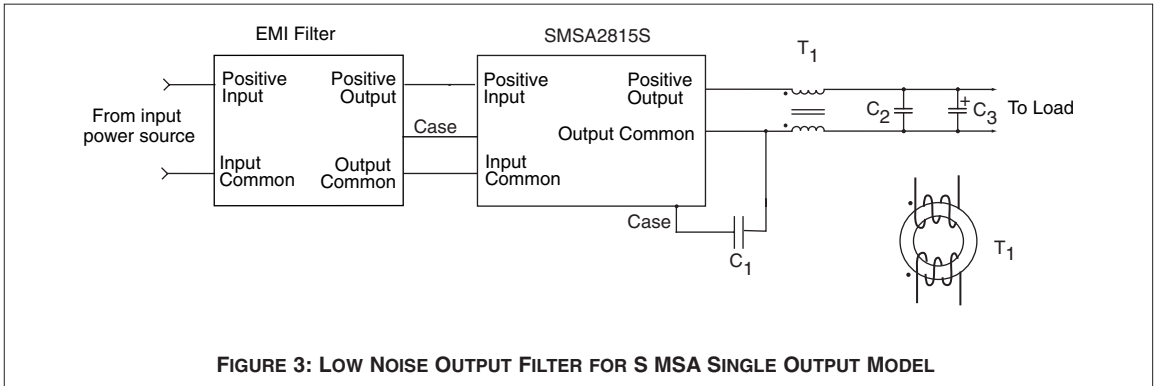 EMI Filter
SMSA2815S
T1
Positive Input
Positive Output
Positive Input
Positive Output
From input power source
Case
Output Common
C2
+
C3
To Load
Input Common
Output Common
Input Common
Case
C1
T1
FIGURE 3: LOW NOISE OUTPUT FILTER FOR S MSA SINGLE OUTPUT MODEL